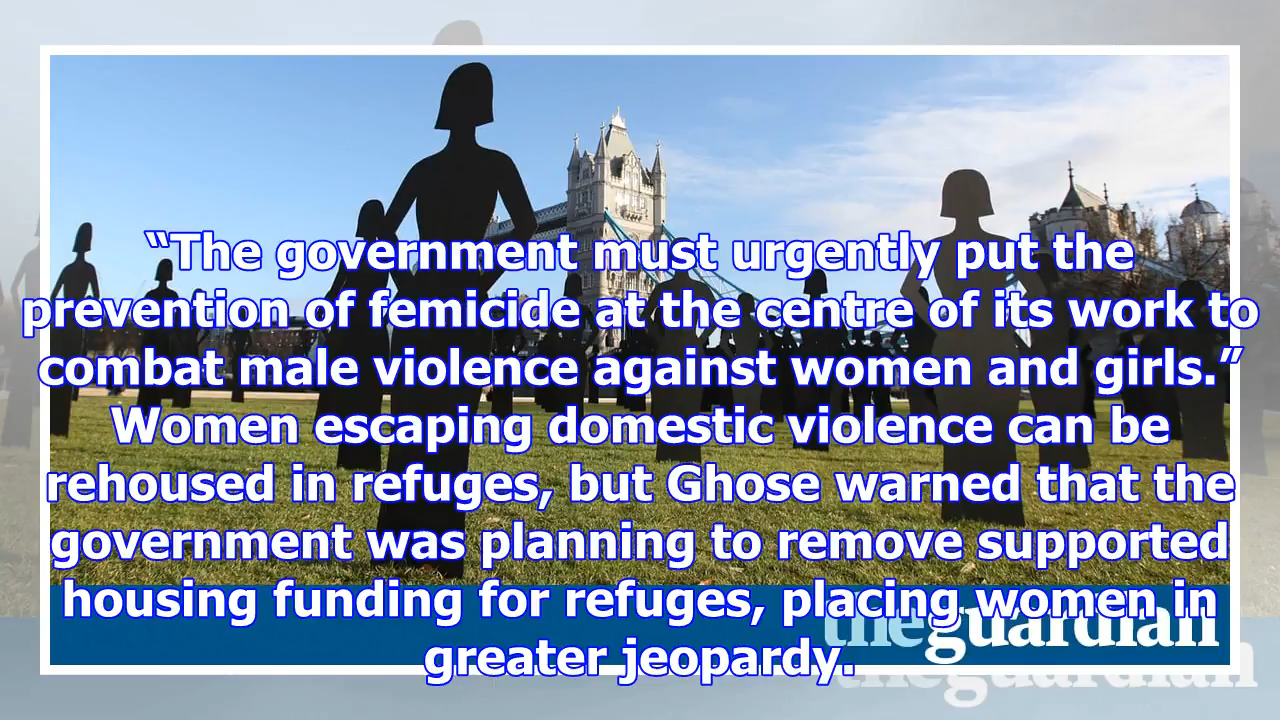 “The government must urgently put the
prevention of femicide at the centre of its work to
combat male violence against women and girls.”
Women escaping domestic violence can be
rehoused in refuges, but Ghose warned that the
government was planning to remove supported
housing funding for refuges, placing women in
greater jeopardy.
theguardian
theguardian